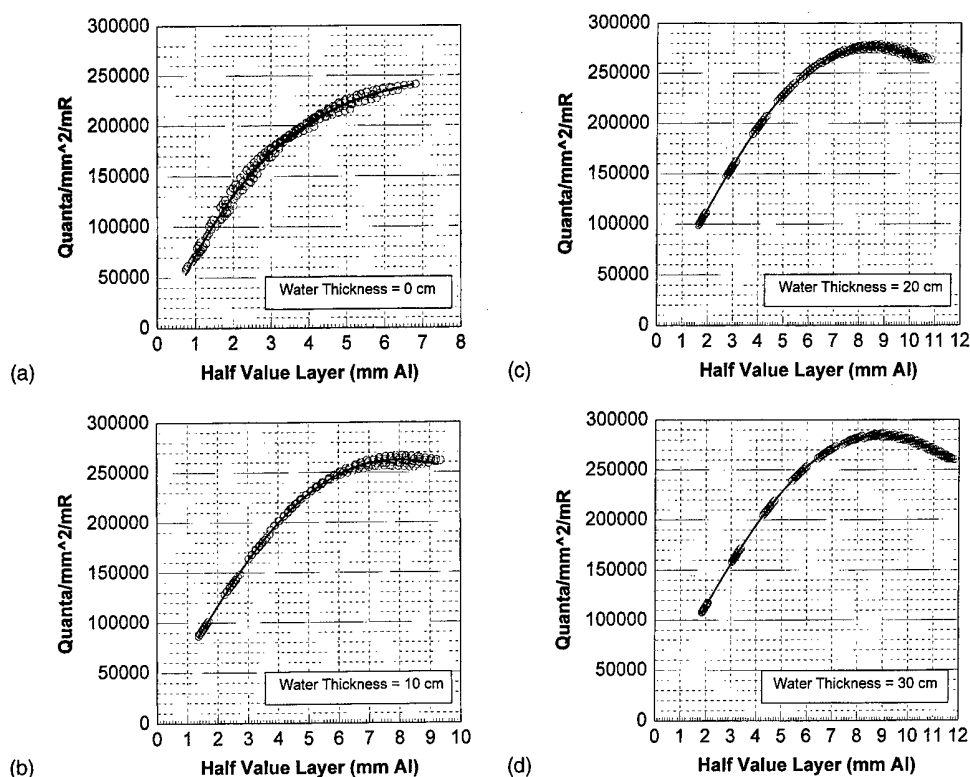 300000
250000
200000
150000
100000
50000
0
Quanta/mm^2/mR
Water Thickness = 0 cm
0 1 2 3 4 5 6 7 8
Half Value Layer (mm Al)
(a)
300000
250000
200000
150000
100000
50000
0
Quanta/mm^2/mR
Water Thickness = 20 cm
0 1 2 3 4 5 6 7 8 9 10 11 12
Half Value Layer (mm Al)
(c)
300000
250000
200000
150000
100000
50000
0
Quanta/mm^2/mR
Water Thickness = 10 cm
0 1 2 3 4 5 6 7 8 9 10
Half Value Layer (mm Al)
(b)
300000
250000
200000
150000
100000
50000
0
Quanta/mm^2/mR
Water Thickness = 30 cm
0 1 2 3 4 5 6 7 8 9 10 11 12
Half Value Layer (mm Al)
(d)